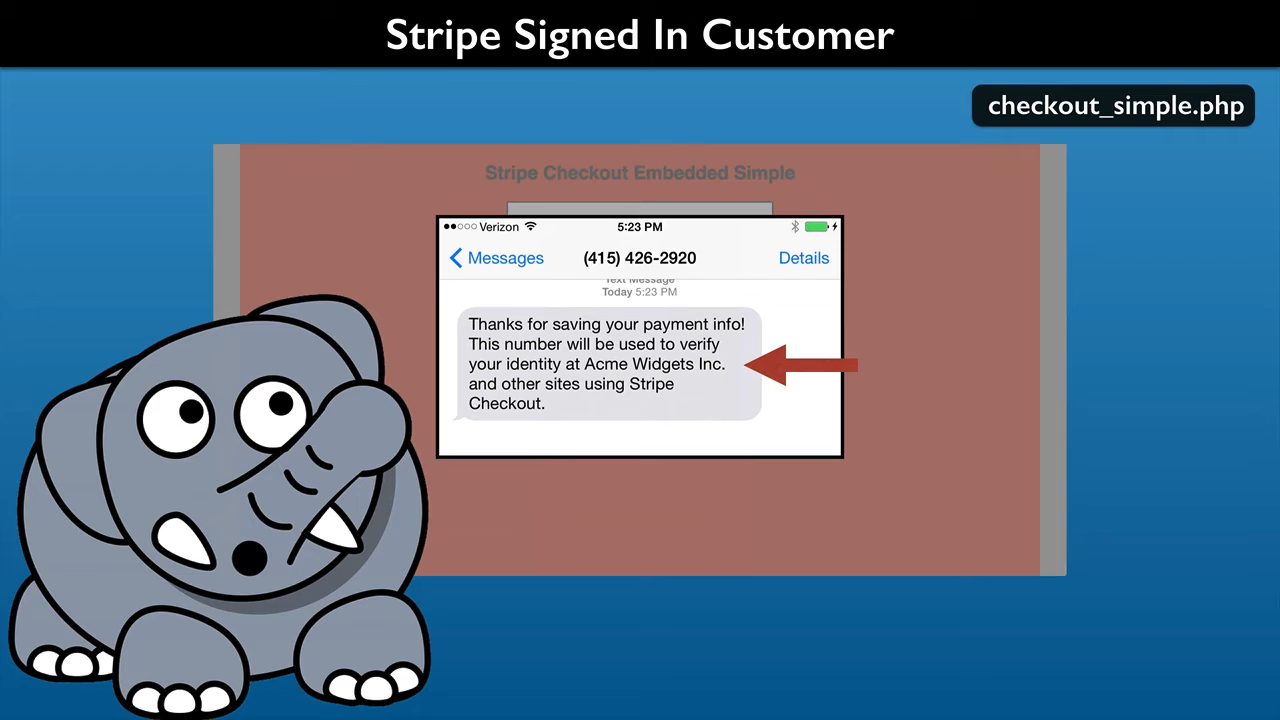 Stripe Signed In Customer
checkout_simple.php
Stripe Checkout Embedded Simple
Verizon 5:23 PM
Messages (415) 426-2920 Details
Text Message
Today 5:23 PM
Thanks for saving your payment info!
This number will be used to verify
your identity at Acme Widgets Inc.
and other sites using Stripe
Checkout.